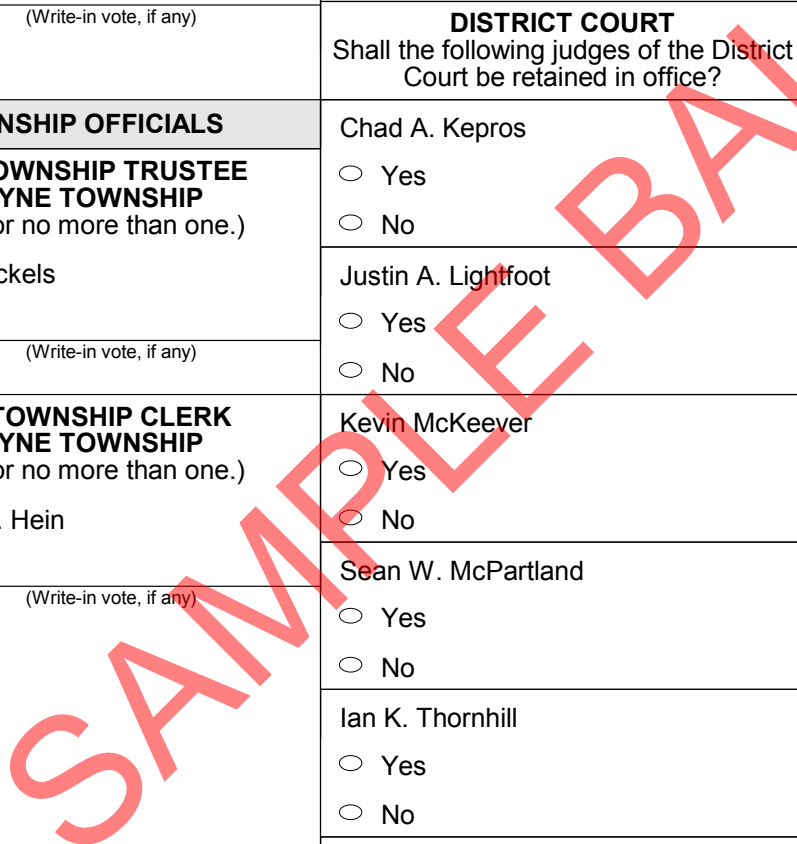 (Write-in vote, if any)
NSHIP OFFICIALS
OWNSHIP TRUSTEE
YNE TOWNSHIP
or no more than one.)
ckels
(Write-in vote, if any)
TOWNSHIP CLERK
YNE TOWNSHIP
or no more than one.)
. Hein
(Write-in vote, if any)
DISTRICT COURT
Shall the following judges of the District
Court be retained in office?
Chad A. Kepros
Yes
No
Justin A. Lightfoot
Yes
No
Kevin McKeever
Yes
No
Sean W. McPartland
Yes
No
Ian K. Thornhill
Yes
No
SAMPLE BAL